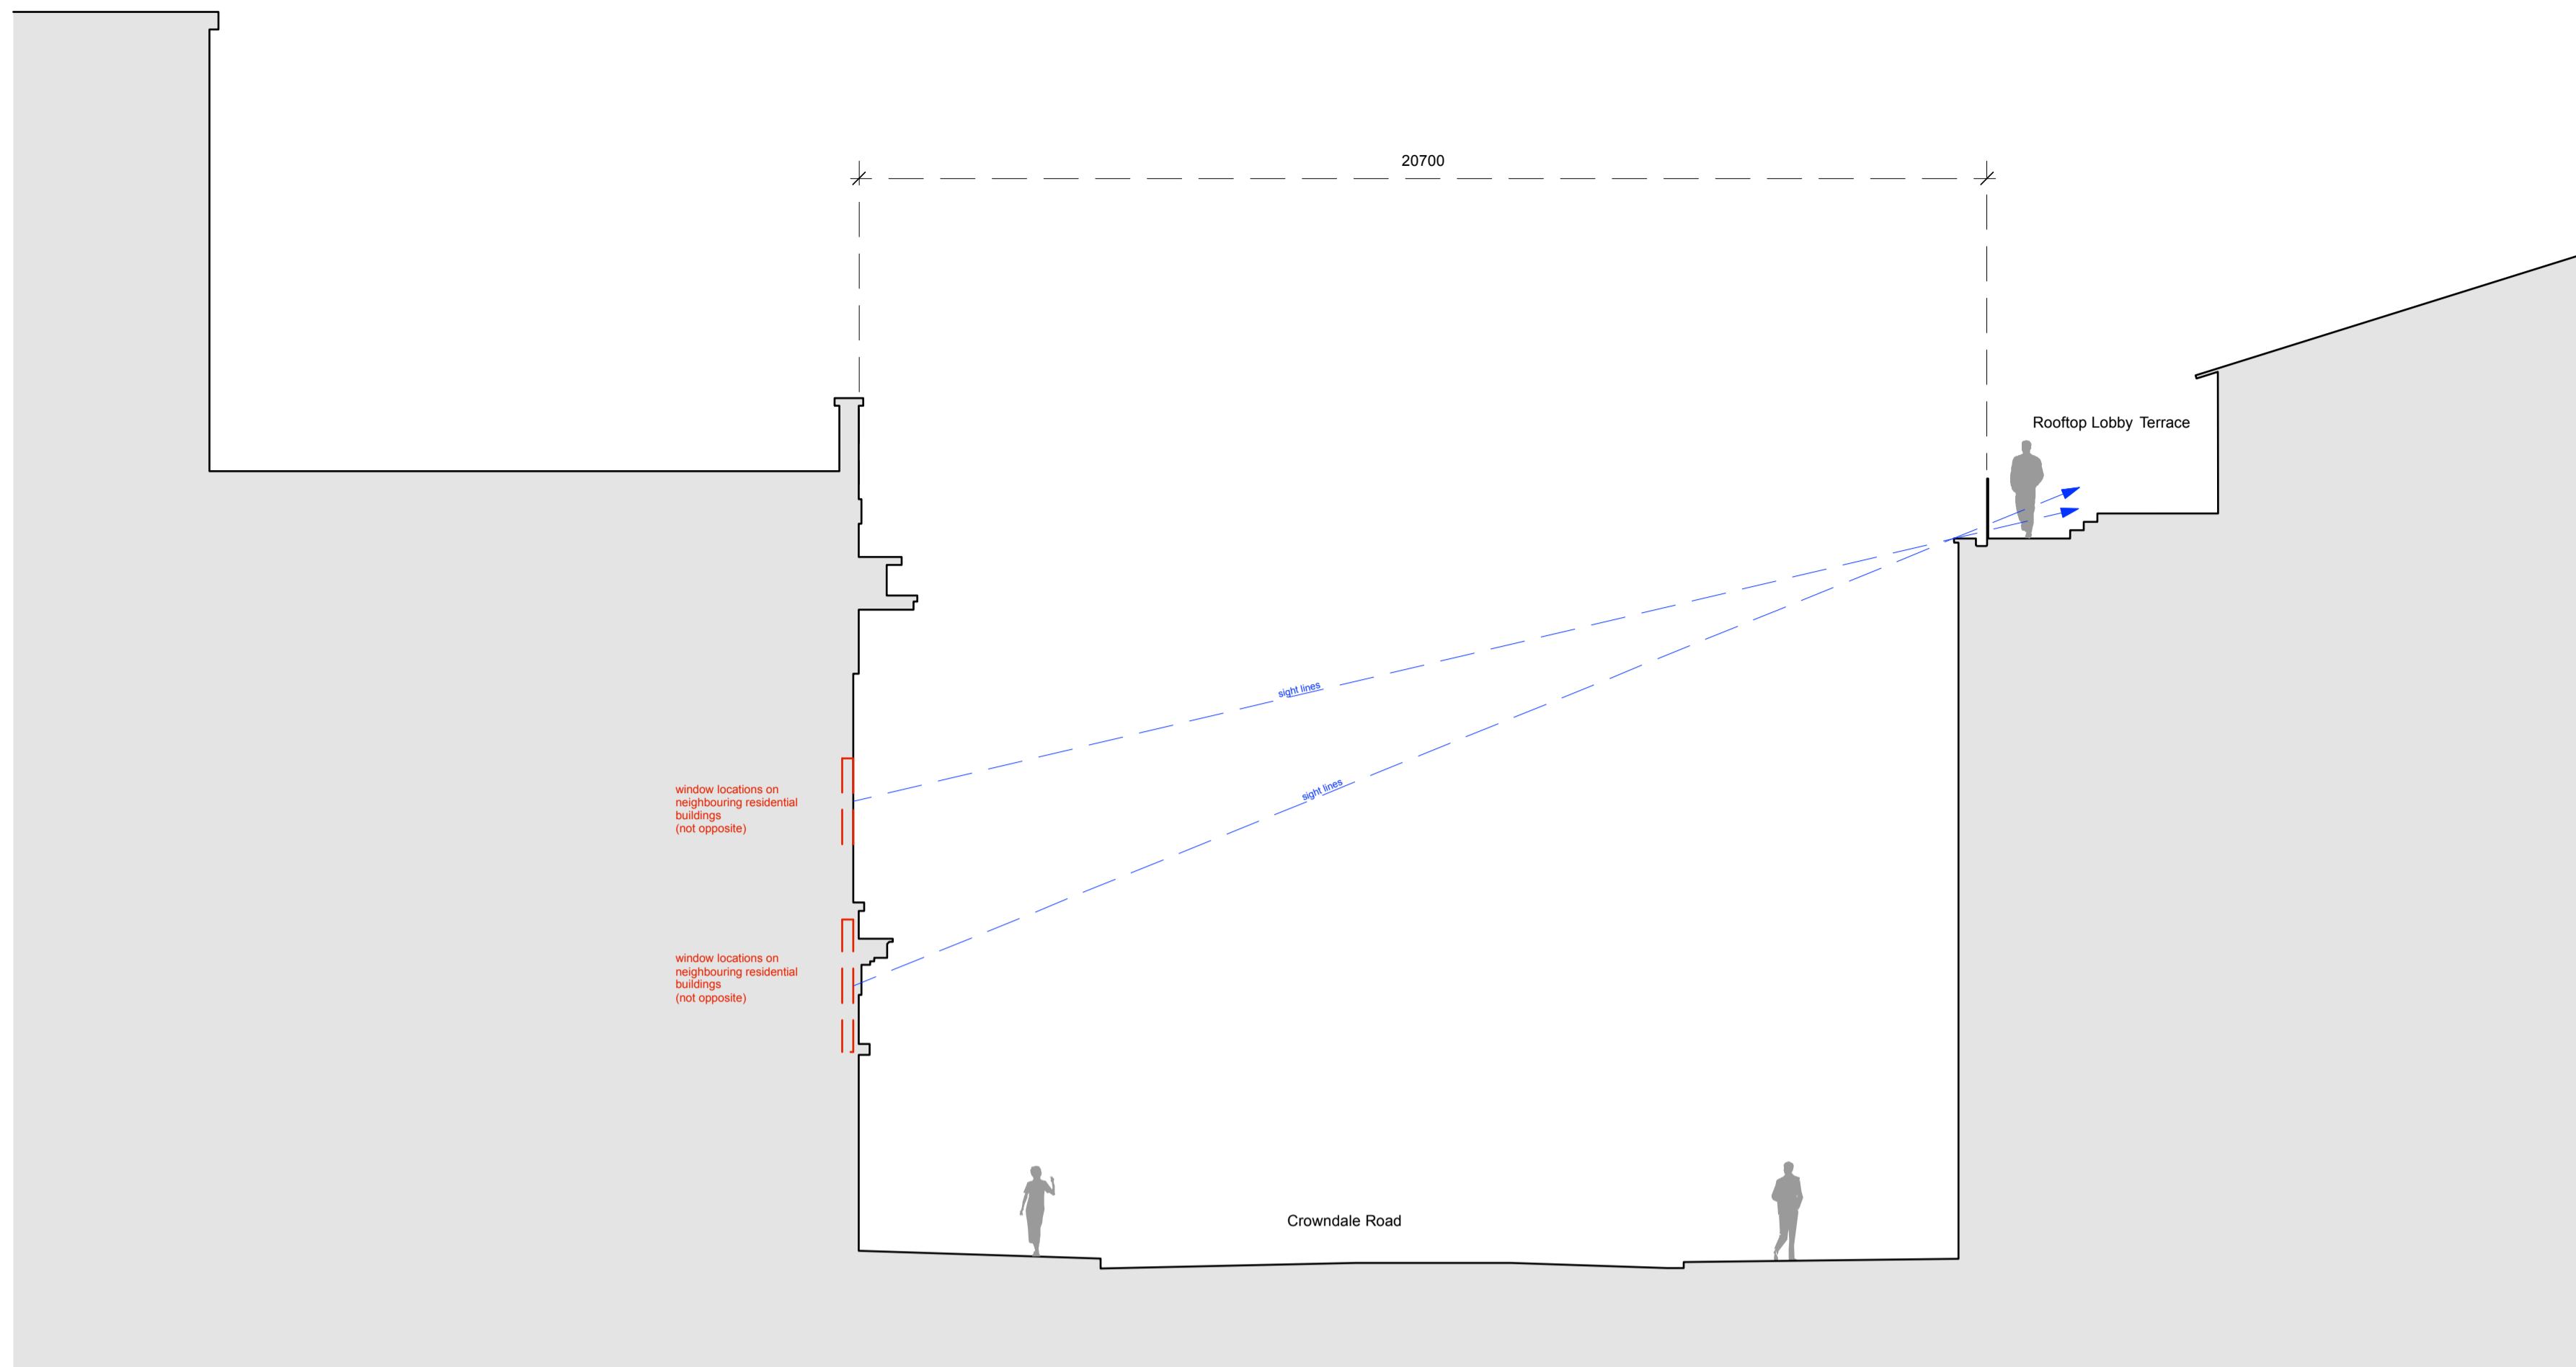 20700
Rooftop Lobby Terrace
sight lines
sight lines
window locations on
neighbouring residential
buildings
(not opposite)
window locations on
neighbouring residential
buildings
(not opposite)
Crowndale Road